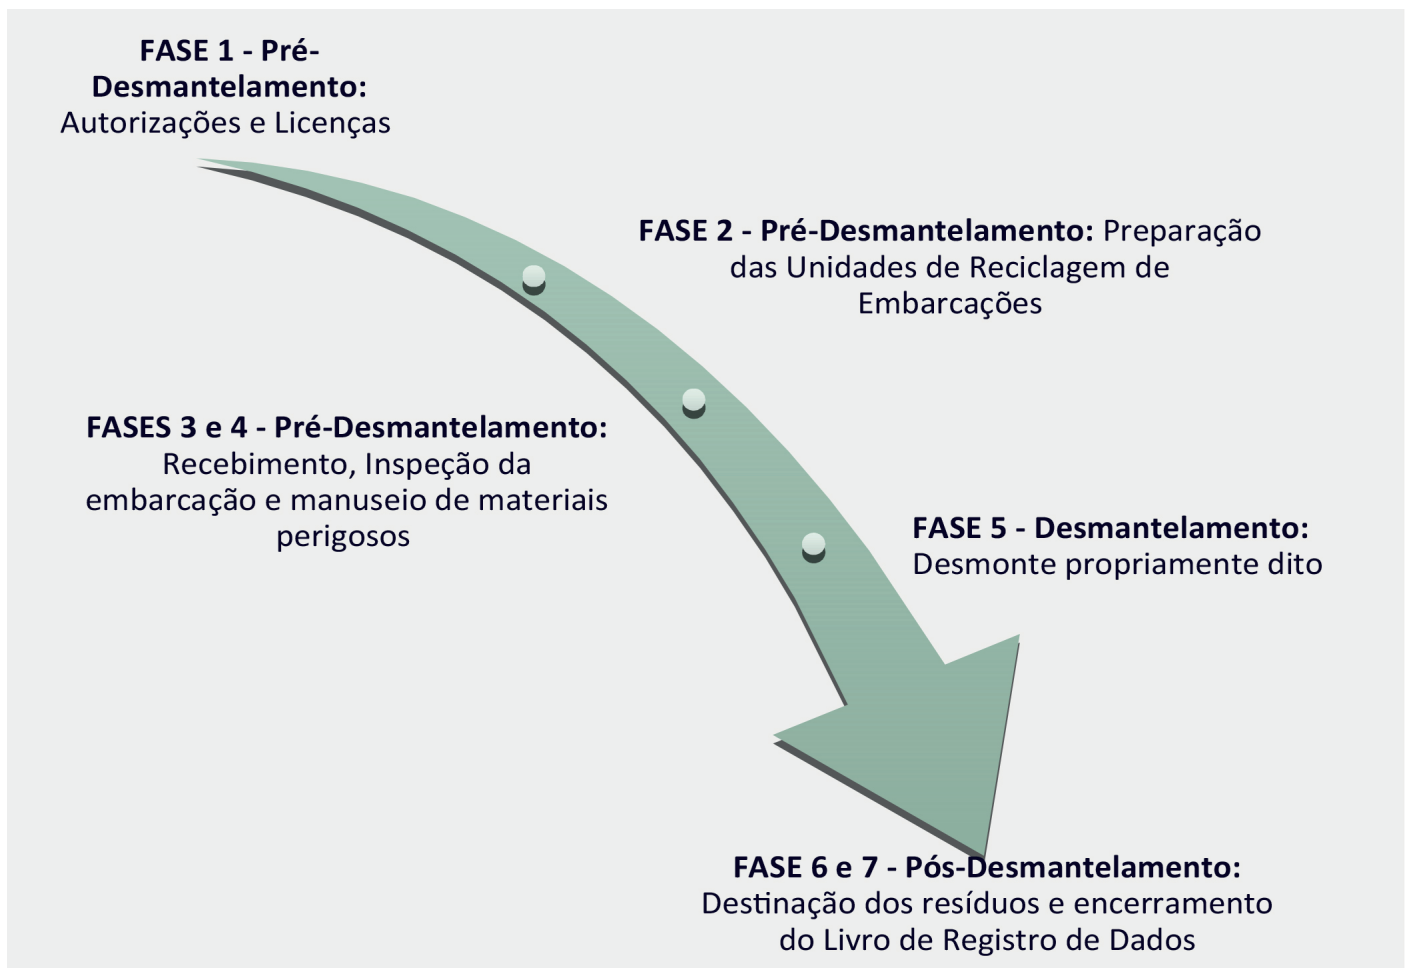 FASE 1 - Pré-
Desmantelamento:
Autorizações e Licenças
FASE 2 - Pré-Desmantelamento: Preparação
das Unidades de Reciclagem de
Embarcações
FASES 3 e 4 - Pré-Desmantelamento:
Recebimento, Inspeção da
embarcação e manuseio de materiais
perigosos
FASE 5 - Desmantelamento:
Desmonte propriamente dito
FASE 6 e 7 - Pós-Desmantelamento:
Destinação dos resíduos e encerramento
do Livro de Registro de Dados